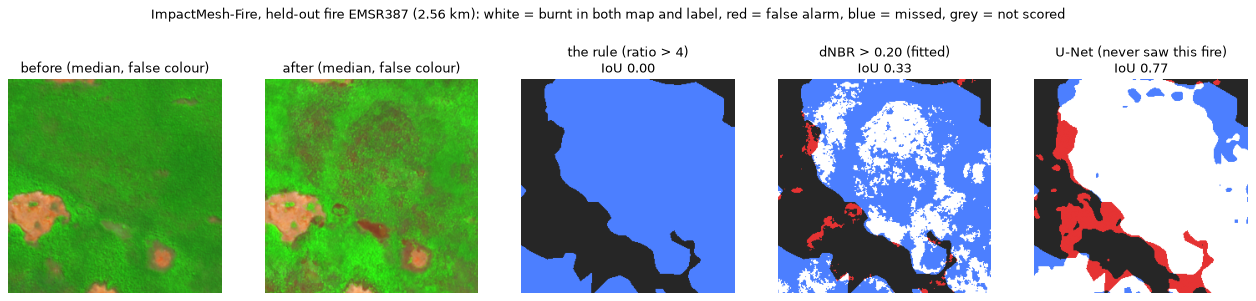 ImpactMesh-Fire, held-out fire EMSR387 (2.56 km): white = burnt in both map and label, red = false alarm, blue = missed, grey = not scored
before (median, false colour)
after (median, false colour)
the rule (ratio > 4)
IoU 0.00
dNBR > 0.20 (fitted)
IoU 0.33
U-Net (never saw this fire)
IoU 0.77